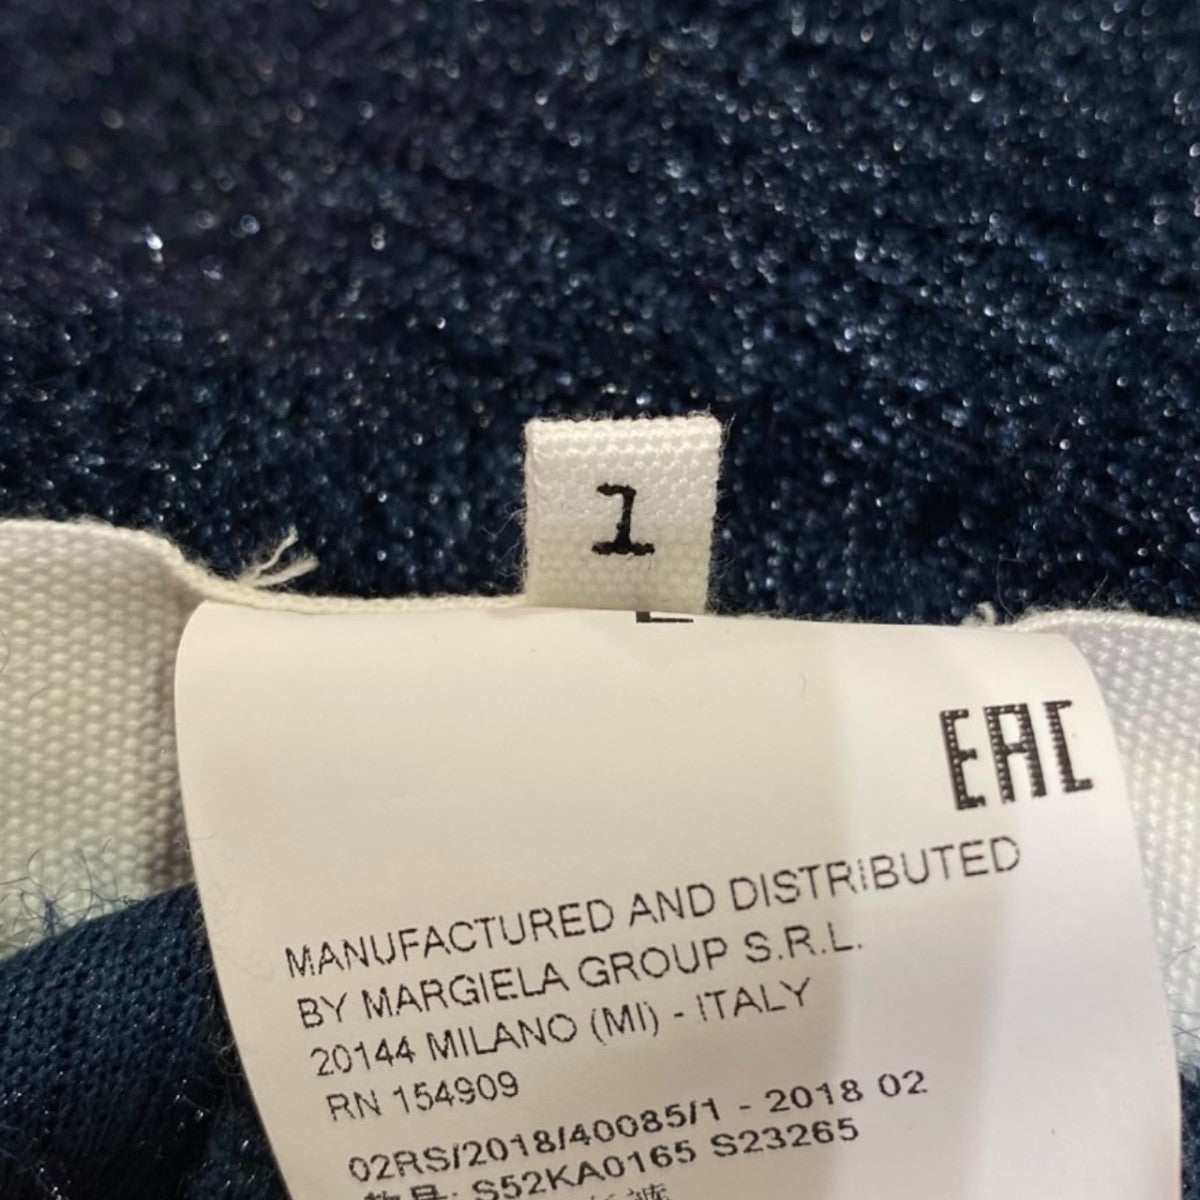 1
EAC
MANUFACTURED AND DISTRIBUTED
BY MARGIELA GROUP S.R.L.
20144 MILANO (MI) - ITALY
RN 154909
02RS/2018/40085/1 - 2018 02
S52KA0165 S23265